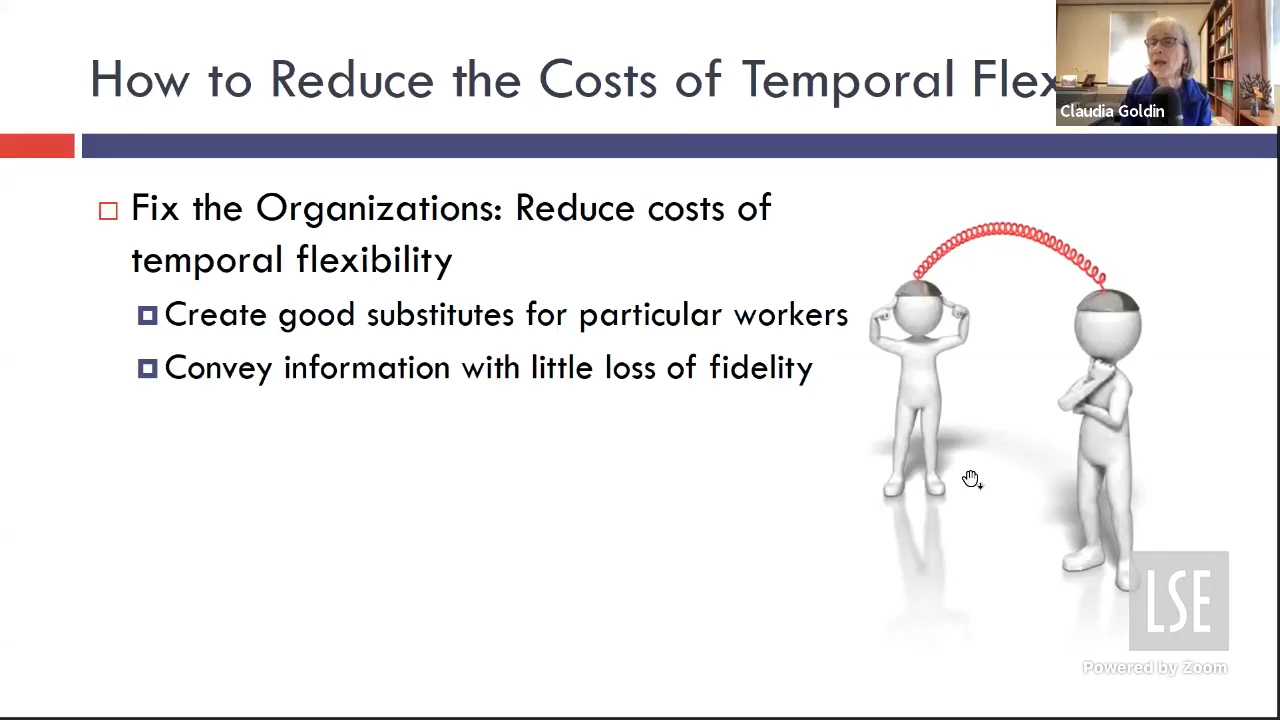 How to Reduce the Costs of Temporal Flex
Claudia Goldin
Fix the Organizations: Reduce costs of
temporal flexibility
Create good substitutes for particular workers
Convey information with little loss of fidelity
LSE
Powered by Zoom